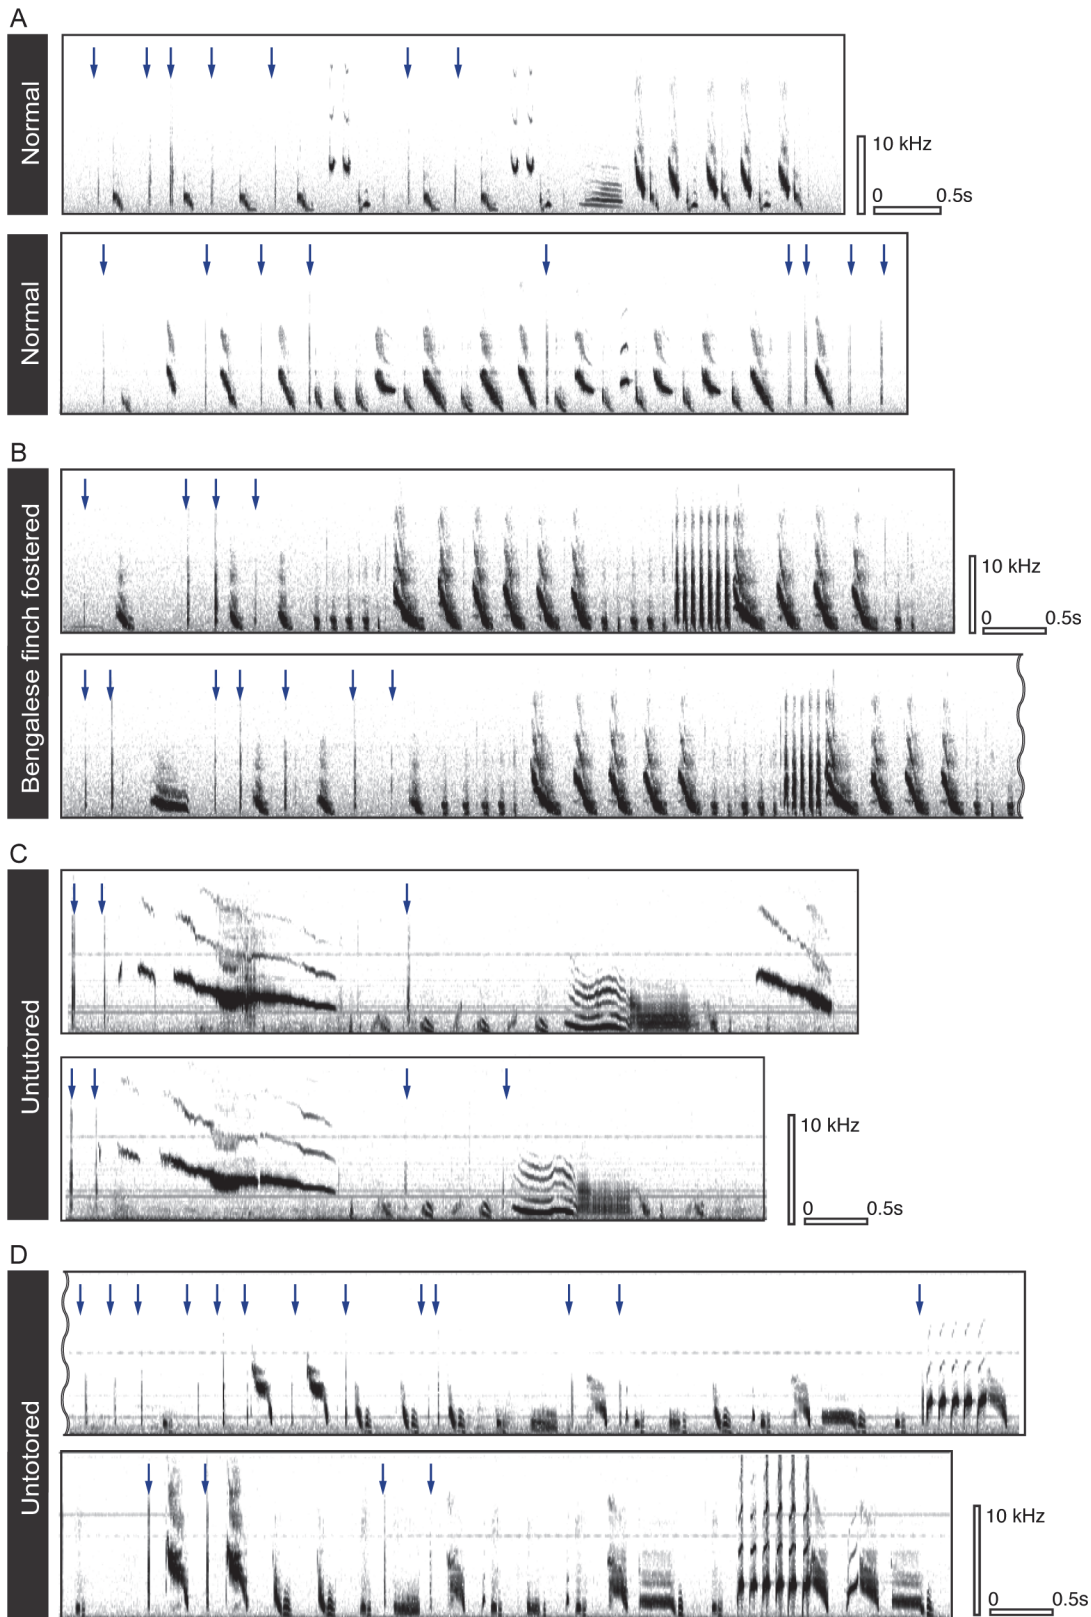 A
Normal
10 kHz
0 0.5s
Normal
B
Bengalese finch fostered
10 kHz
0 0.5s
C
Untutored
10 kHz
0 0.5s
D
Untotored
10 kHz
0 0.5s